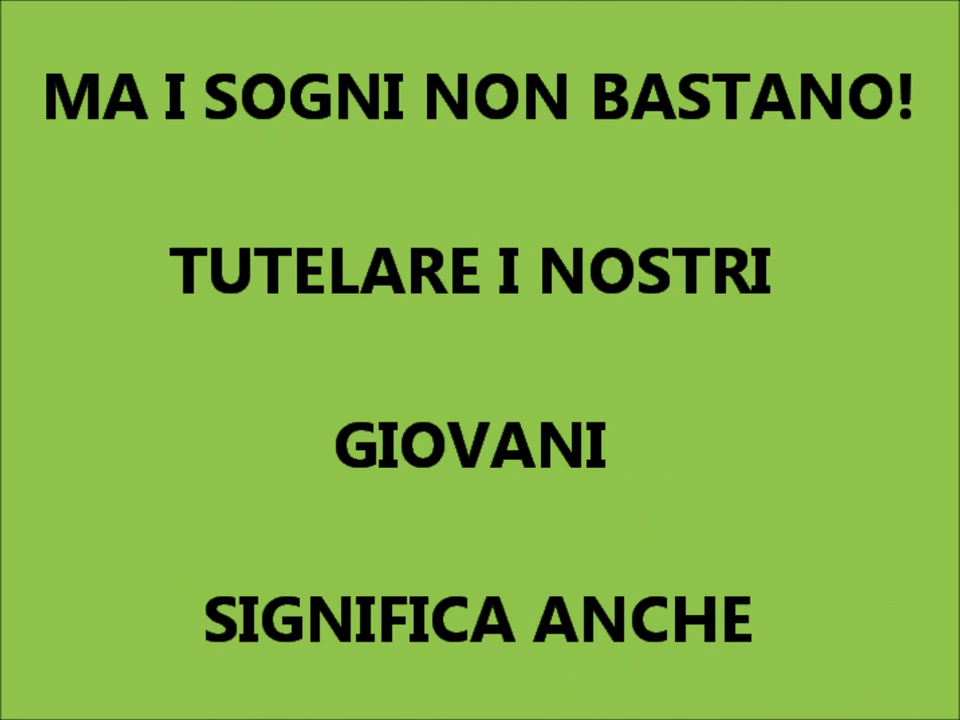 MA I SOGNI NON BASTANO!
TUTELARE I NOSTRI
GIOVANI
SIGNIFICA ANCHE